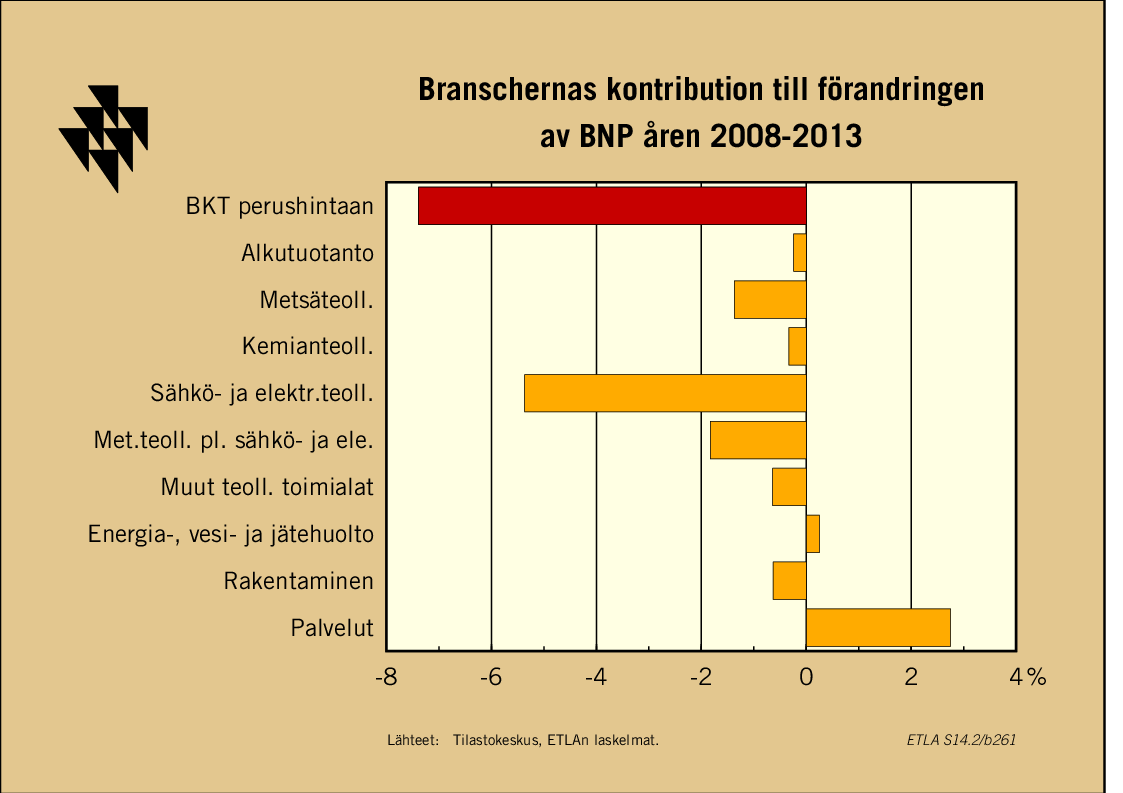 Branschernas kontribution till förandringen
av BNP åren 2008-2013
BKT perushintaan
Alkutuotanto
Metsäteoll.
Kemianteoll.
Sähkö- ja elektr.teoll.
Met.teoll. pl. sähkö- ja ele.
Muut teoll. toimialat
Energia-, vesi- ja jätehuolto
Rakentaminen
Palvelut
-8 -6 -4 -2 0 2 4 %
Lähteet: Tilastokeskus, ETLAn laskelmat.
ETLA S14.2/b261